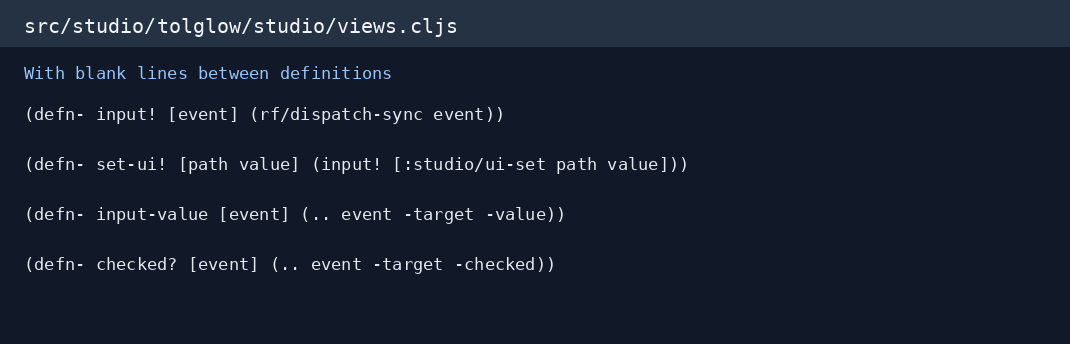 src/studio/tolglow/studio/views.cljs
With blank lines between definitions
(defn- input! [event] (rf/dispatch-sync event))
(defn- set-ui! [path value] (input! [:studio/ui-set path value]))
(defn- input-value [event] (.. event -target -value))
(defn- checked? [event] (.. event -target -checked))